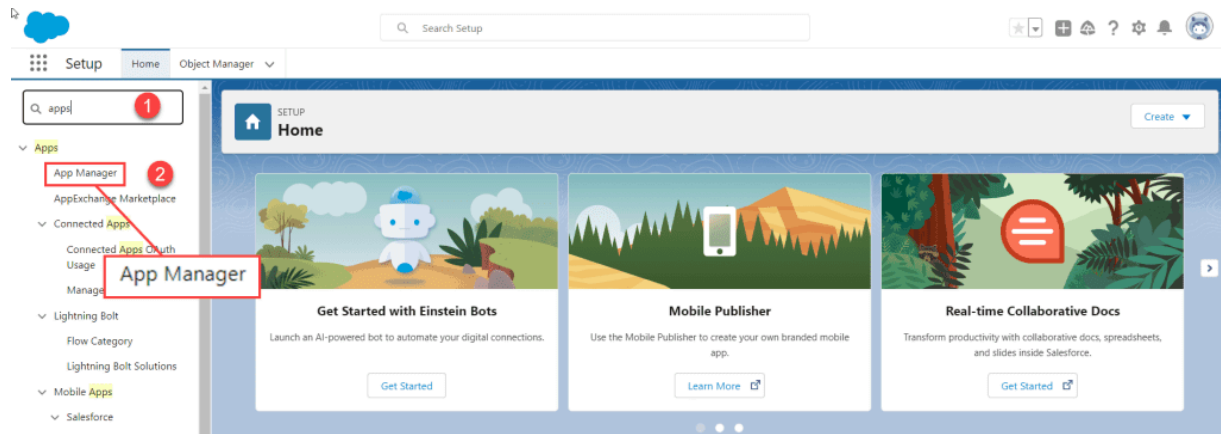 Search Setup
Setup
Home
Object Manager
apps
1
Apps
App Manager
2
AppExchange Marketplace
Connected Apps
Connected Apps OAuth
Usage
App Manager
Manage
Lightning Bolt
Flow Category
Lightning Bolt Solutions
Mobile Apps
Salesforce
SETUP
Home
Create
Get Started with Einstein Bots
Launch an AI-powered bot to automate your digital connections.
Get Started
Mobile Publisher
Use the Mobile Publisher to create your own branded mobile
app.
Learn More
Real-time Collaborative Docs
Transform productivity with collaborative docs, spreadsheets,
and slides inside Salesforce.
Get Started